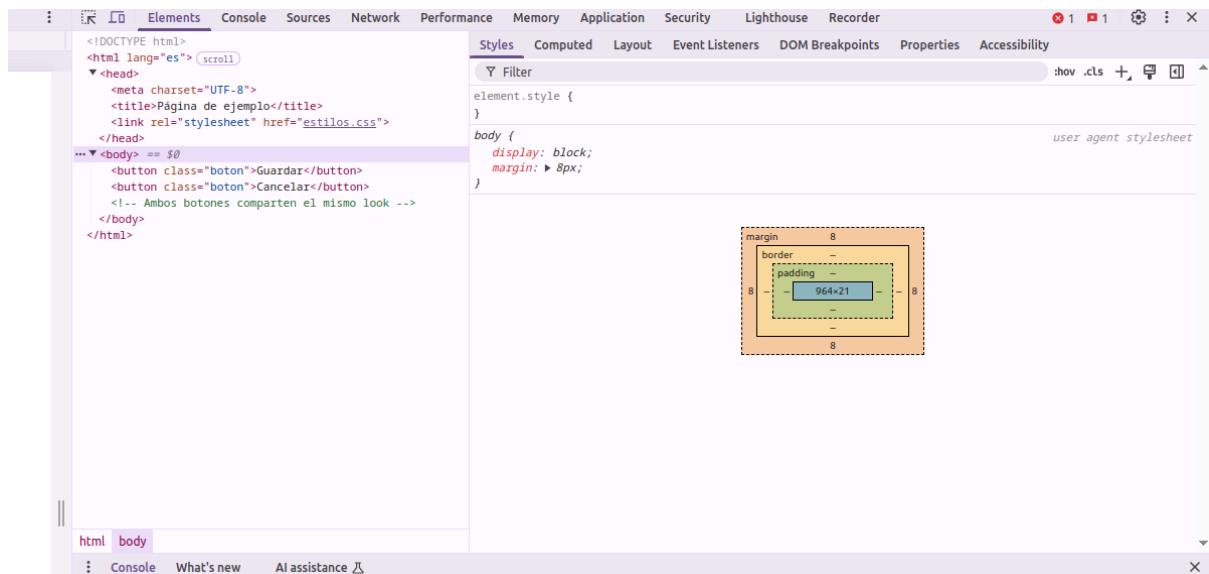 Elements Console Sources Network Performance Memory Application Security Lighthouse Recorder 1 1
<!DOCTYPE html>
<html lang="es"> scroll
<head>
<meta charset="UTF-8">
<title>Página de ejemplo</title>
<link rel="stylesheet" href="estilos.css">
</head>
<body> == $0
<button class="boton">Guardar</button>
<button class="boton">Cancelar</button>
<!-- Ambos botones comparten el mismo look -->
</body>
</html>
html body
Styles Computed Layout Event Listeners DOM Breakpoints Properties Accessibility
Filter :hov .cls
element.style {
}
body { user agent stylesheet
display: block;
margin: 8px;
}
margin 8
border –
padding –
8 – – 964×21 – – 8
–
–
8
Console What's new AI assistance